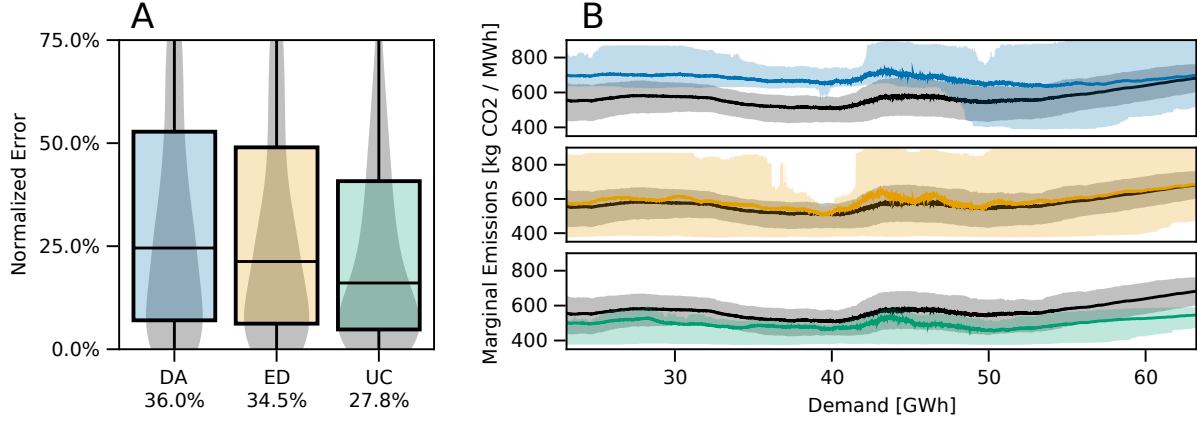 A
Normalized Error
75.0%
50.0%
25.0%
0.0%
DA
36.0%
ED
34.5%
UC
27.8%
B
Marginal Emissions [kg CO2 / MWh]
800
600
400
800
600
400
800
600
400
30
40
50
60
Demand [GWh]